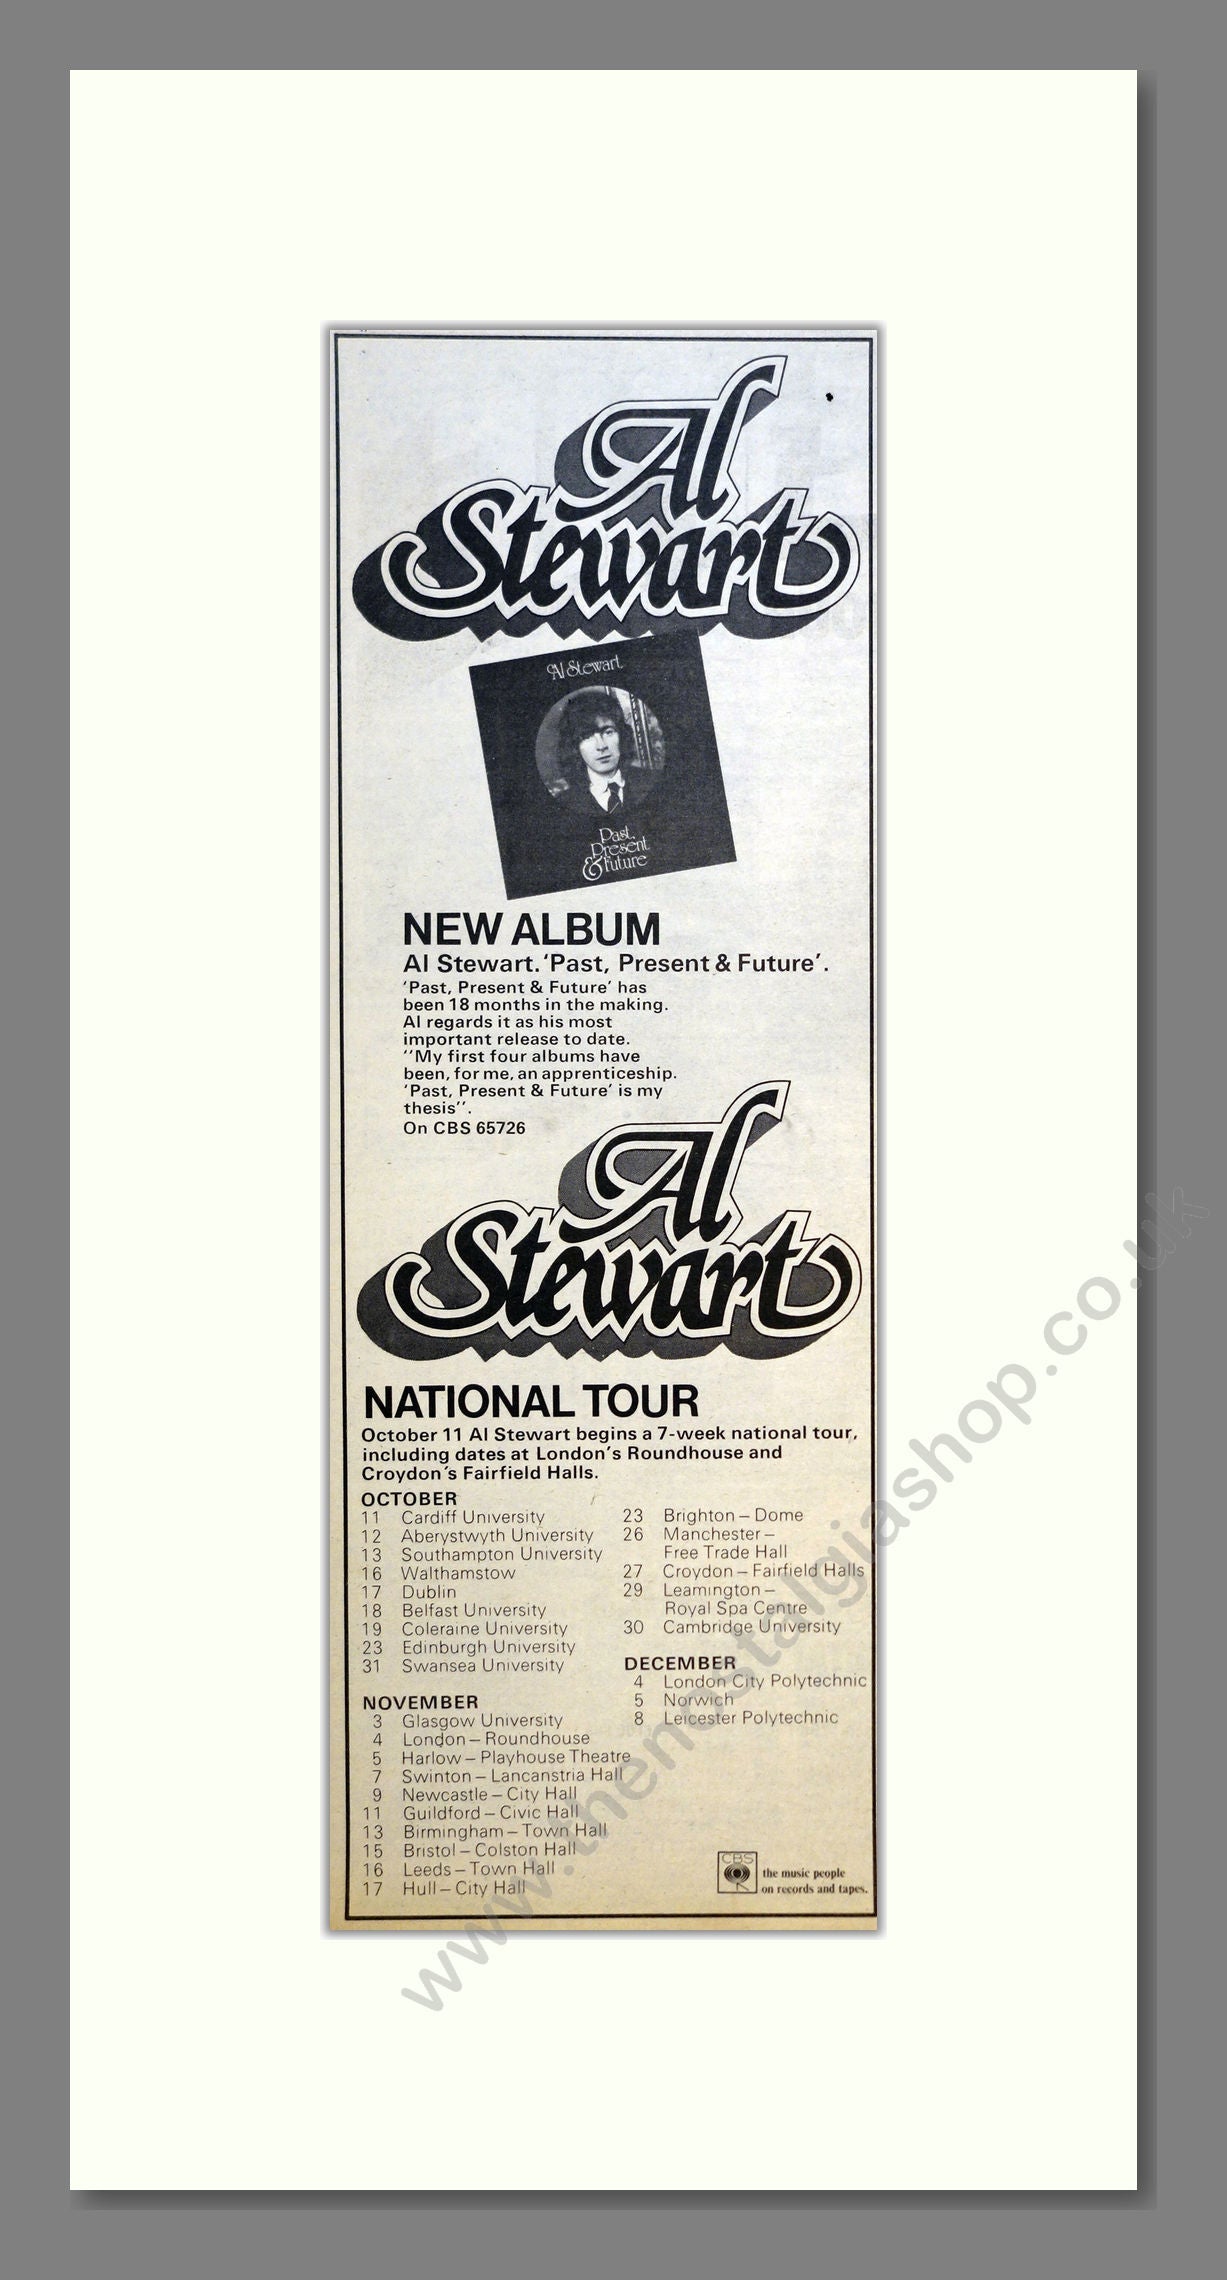 Al
Stewart
Al Stewart
Past,
Present
& Future
NEW ALBUM
Al Stewart. 'Past, Present & Future'.
'Past, Present & Future' has
been 18 months in the making.
Al regards it as his most
important release to date.
"My first four albums have
been, for me, an apprenticeship.
'Past, Present & Future' is my
thesis".
On CBS 65726
Al
Stewart
NATIONAL TOUR
October 11 Al Stewart begins a 7-week national tour,
including dates at London's Roundhouse and
Croydon's Fairfield Halls.
OCTOBER
11 Cardiff University
12 Aberystwyth University
13 Southampton University
16 Walthamstow
17 Dublin
18 Belfast University
19 Coleraine University
23 Edinburgh University
31 Swansea University
NOVEMBER
3 Glasgow University
4 London – Roundhouse
5 Harlow – Playhouse Theatre
7 Swinton – Lancanstria Hall
9 Newcastle – City Hall
11 Guildford – Civic Hall
13 Birmingham – Town Hall
15 Bristol – Colston Hall
16 Leeds – Town Hall
17 Hull – City Hall
23 Brighton – Dome
26 Manchester –
Free Trade Hall
27 Croydon – Fairfield Halls
29 Leamington –
Royal Spa Centre
30 Cambridge University
DECEMBER
4 London City Polytechnic
5 Norwich
8 Leicester Polytechnic
CBS
the music people
on records and tapes.
www.thenostalgiashop.co.uk